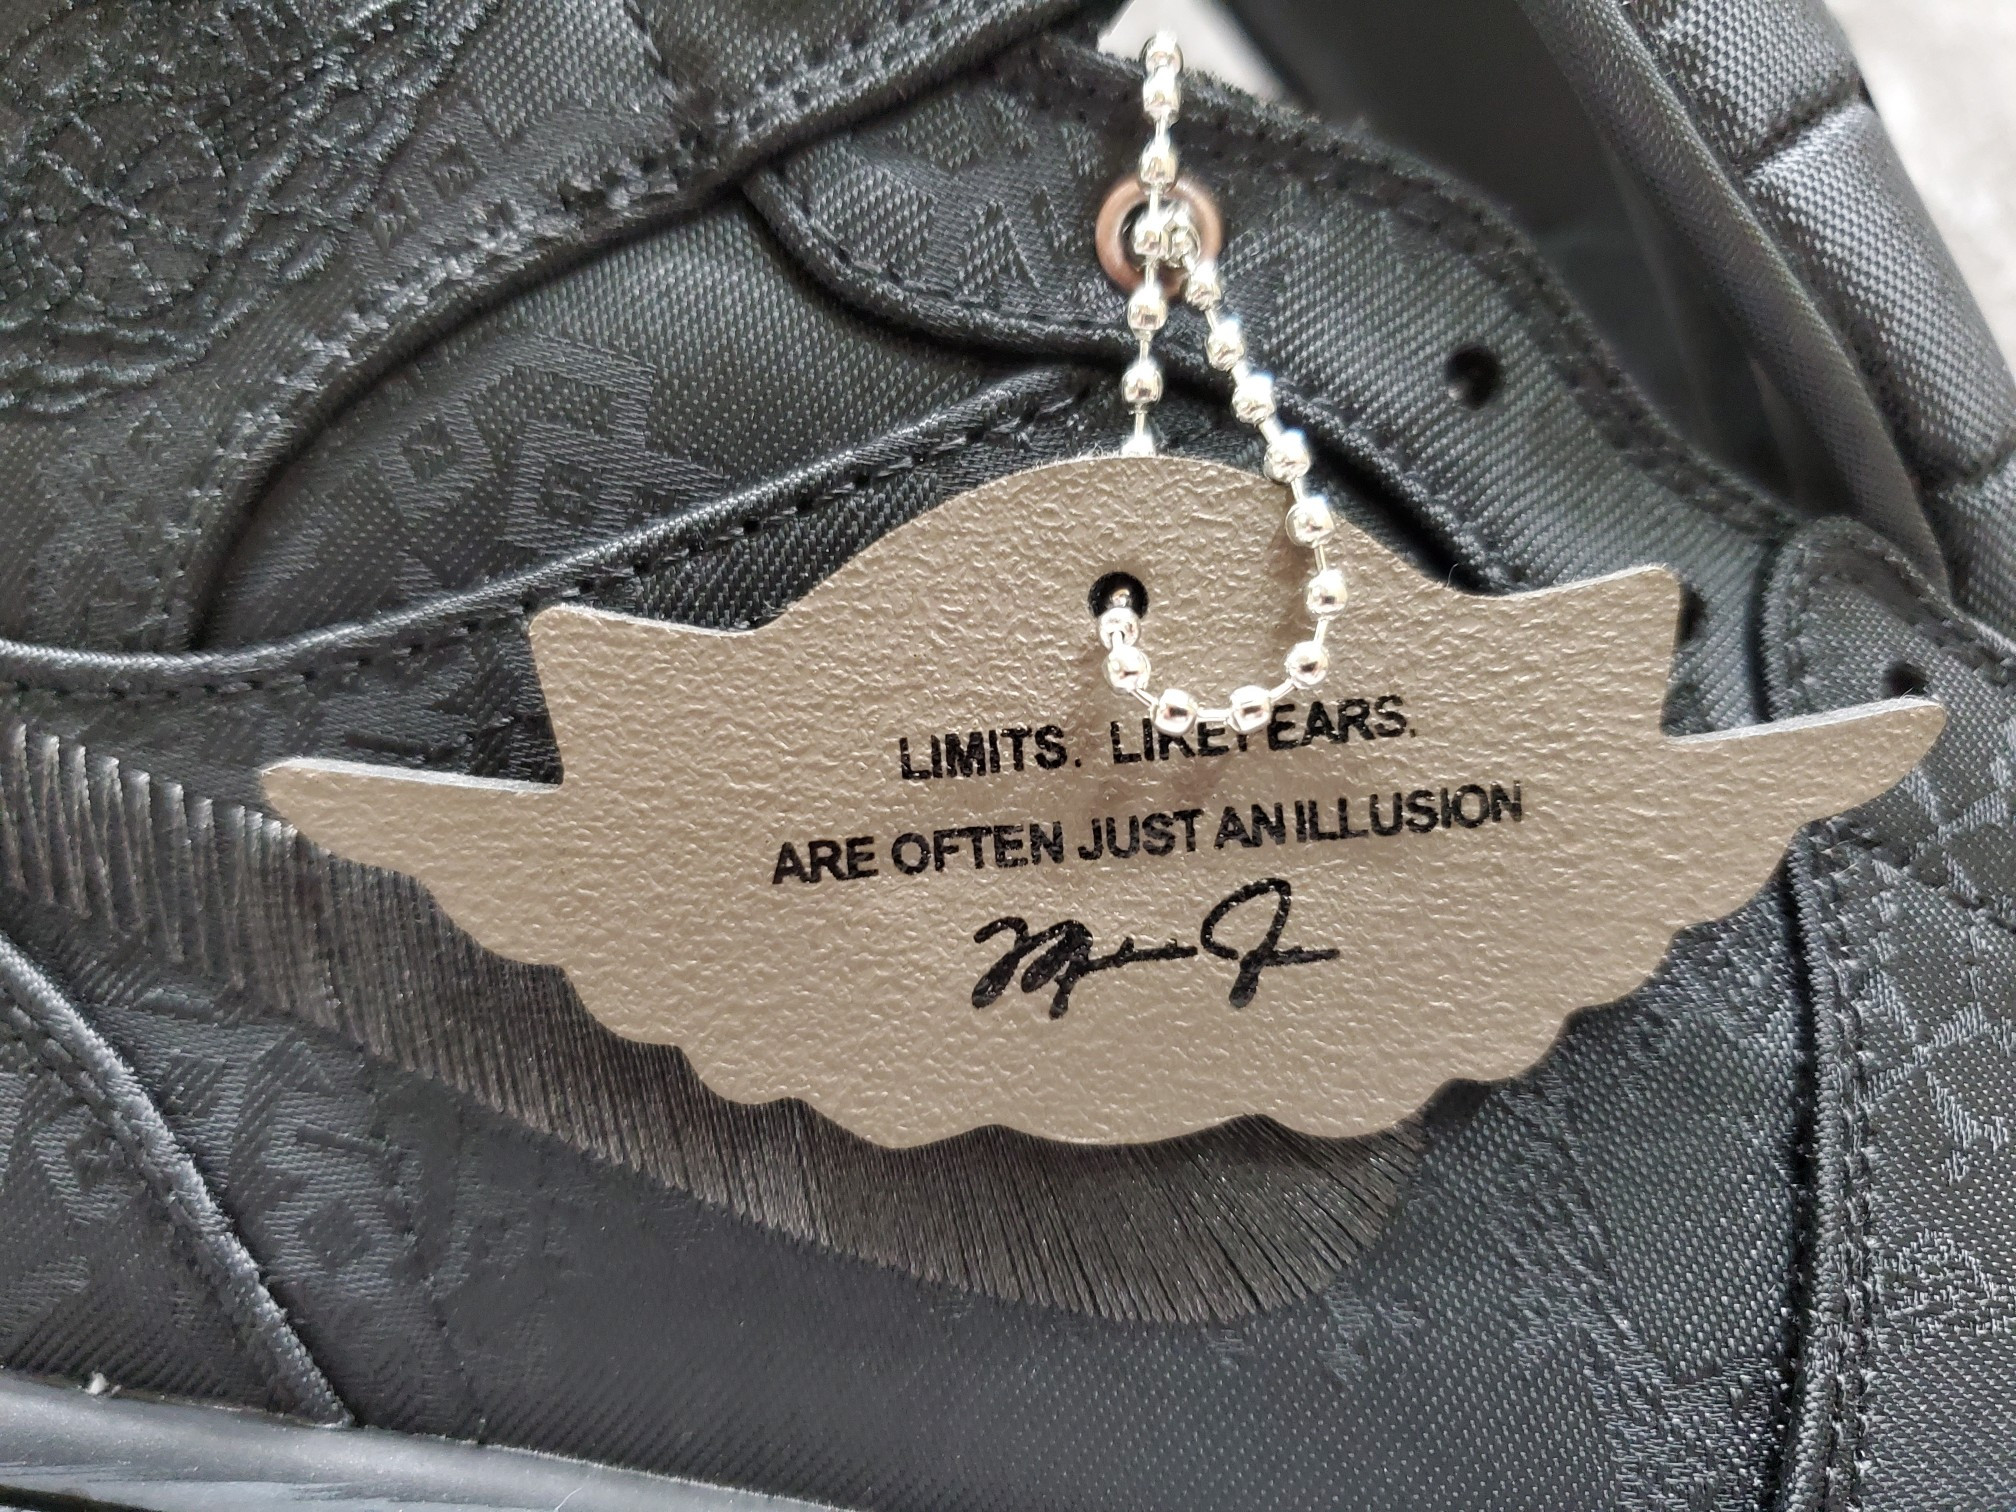 LIMITS. LIKE FEARS.
ARE OFTEN JUST AN ILLUSION